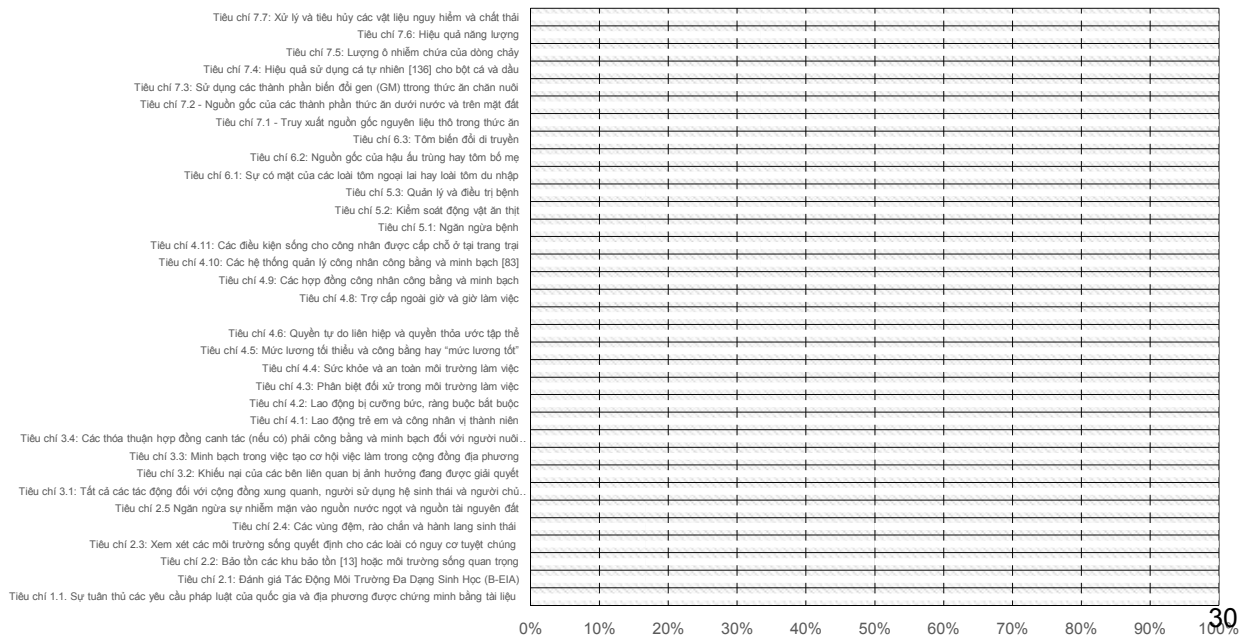 Tiêu chí 7.7: Xử lý và tiêu hủy các vật liệu nguy hiểm và chất thải
Tiêu chí 7.6: Hiệu quả năng lượng
Tiêu chí 7.5: Lượng ô nhiễm chứa của dòng chảy
Tiêu chí 7.4: Hiệu quả sử dụng cá tự nhiên [136] cho bột cá và dầu
Tiêu chí 7.3: Sử dụng các thành phần biến đổi gen (GM) ttrong thức ăn chăn nuôi
Tiêu chí 7.2 - Nguồn gốc của các thành phần thức ăn dưới nước và trên mặt đất
Tiêu chí 7.1 - Truy xuất nguồn gốc nguyên liệu thô trong thức ăn
Tiêu chí 6.3: Tôm biến đổi di truyền
Tiêu chí 6.2: Nguồn gốc của hậu ấu trùng hay tôm bố mẹ
Tiêu chí 6.1: Sự có mặt của các loài tôm ngoại lai hay loài tôm du nhập
Tiêu chí 5.3: Quản lý và điều trị bệnh
Tiêu chí 5.2: Kiểm soát động vật ăn thịt
Tiêu chí 5.1: Ngăn ngừa bệnh
Tiêu chí 4.11: Các điều kiện sống cho công nhân được cấp chỗ ở tại trang trại
Tiêu chí 4.10: Các hệ thống quản lý công nhân công bằng và minh bạch [83]
Tiêu chí 4.9: Các hợp đồng công nhân công bằng và minh bạch
Tiêu chí 4.8: Trợ cấp ngoài giờ và giờ làm việc
Tiêu chí 4.6: Quyền tự do liên hiệp và quyền thỏa ước tập thể
Tiêu chí 4.5: Mức lương tối thiểu và công bằng hay “mức lương tốt”
Tiêu chí 4.4: Sức khỏe và an toàn môi trường làm việc
Tiêu chí 4.3: Phân biệt đối xử trong môi trường làm việc
Tiêu chí 4.2: Lao động bị cưỡng bức, ràng buộc bắt buộc
Tiêu chí 4.1: Lao động trẻ em và công nhân vị thành niên
Tiêu chí 3.4: Các thỏa thuận hợp đồng canh tác (nếu có) phải công bằng và minh bạch đối với người nuôi..
Tiêu chí 3.3: Minh bạch trong việc tạo cơ hội việc làm trong cộng đồng địa phương
Tiêu chí 3.2: Khiếu nại của các bên liên quan bị ảnh hưởng đang được giải quyết
Tiêu chí 3.1: Tất cả các tác động đối với cộng đồng xung quanh, người sử dụng hệ sinh thái và người chủ..
Tiêu chí 2.5 Ngăn ngừa sự nhiễm mặn vào nguồn nước ngọt và nguồn tài nguyên đất
Tiêu chí 2.4: Các vùng đệm, rào chắn và hành lang sinh thái
Tiêu chí 2.3: Xem xét các môi trường sống quyết định cho các loài có nguy cơ tuyệt chúng
Tiêu chí 2.2: Bảo tồn các khu bảo tồn [13] hoặc môi trường sống quan trọng
Tiêu chí 2.1: Đánh giá Tác Động Môi Trường Đa Dạng Sinh Học (B-EIA)
Tiêu chí 1.1. Sự tuân thủ các yêu cầu pháp luật của quốc gia và địa phương được chứng minh bằng tài liệu
0% 10% 20% 30% 40% 50% 60% 70% 80% 90% 100%
30